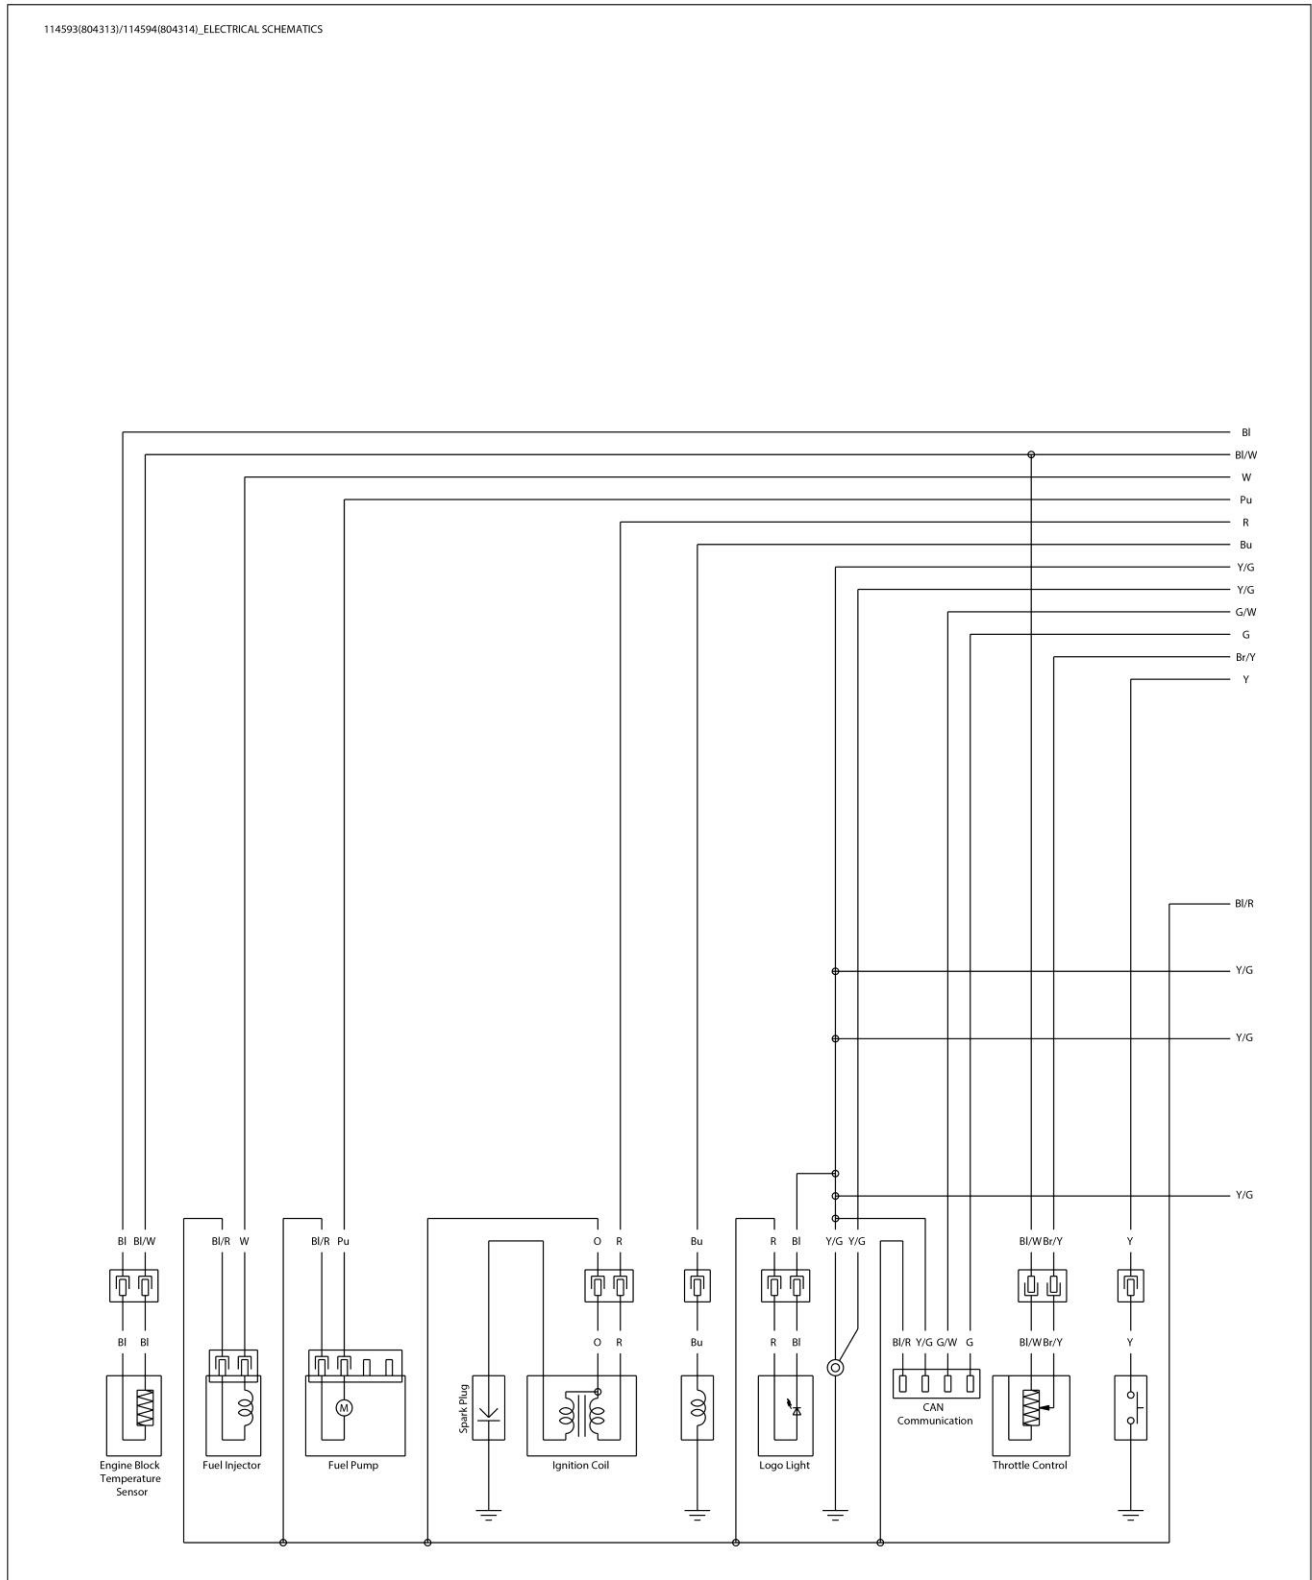 114593(804313)/114594(804314)_ELECTRICAL SCHEMATICS
Bl
Bl/W
W
Pu
R
Bu
Y/G
Y/G
G/W
G
Br/Y
Y
Bl/R
Y/G
Y/G
Y/G
Bl Bl/W Bl/R W Bl/R Pu O R Bu R Bl Y/G Y/G Bl/W Br/Y Y
Bl Bl O R Bu R Bl Bl/R Y/G G/W G Bl/W Br/Y Y
Spark Plug
M
CAN
Communication
Engine Block
Temperature
Sensor
Fuel Injector
Fuel Pump
Ignition Coil
Logo Light
Throttle Control